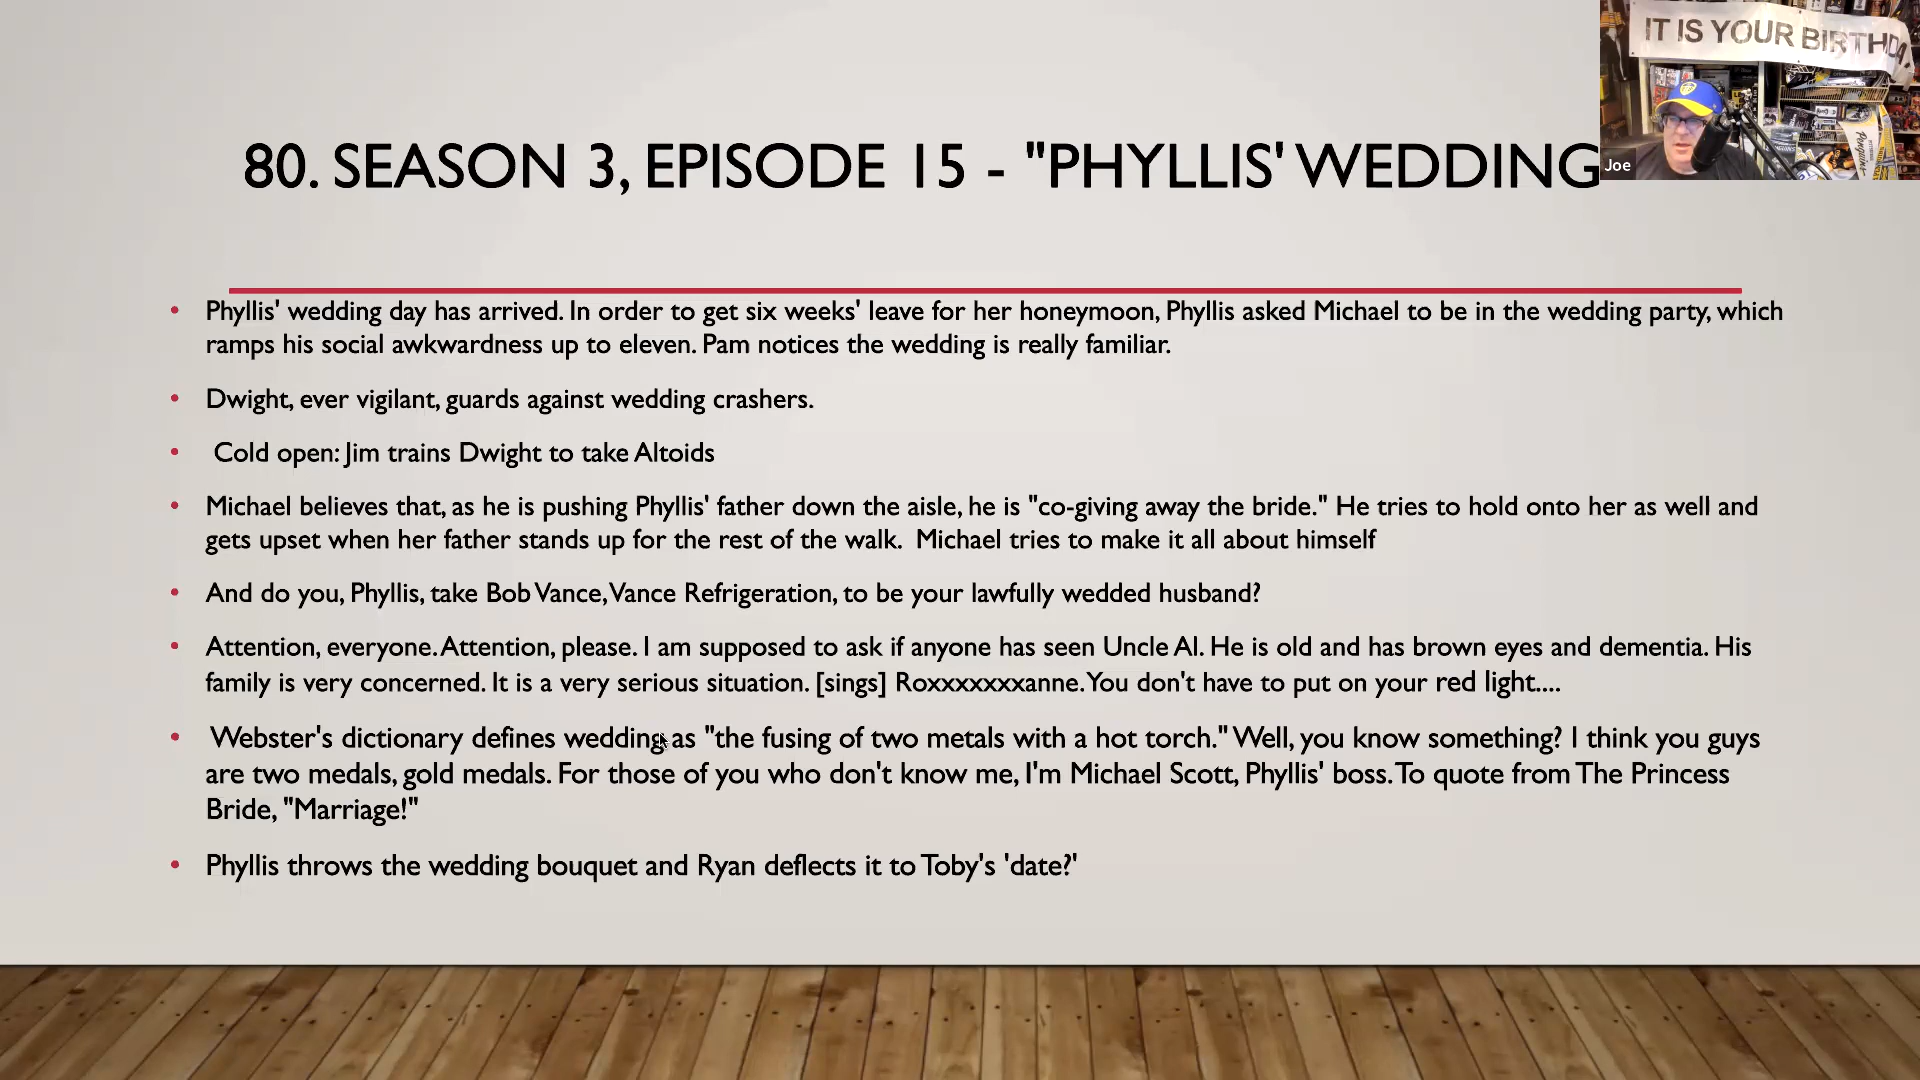 IT IS YOUR BIRTHDA
Joe
80. SEASON 3, EPISODE 15 - "PHYLLIS' WEDDING
• Phyllis' wedding day has arrived. In order to get six weeks' leave for her honeymoon, Phyllis asked Michael to be in the wedding party, which
ramps his social awkwardness up to eleven. Pam notices the wedding is really familiar.
• Dwight, ever vigilant, guards against wedding crashers.
• Cold open: Jim trains Dwight to take Altoids
• Michael believes that, as he is pushing Phyllis' father down the aisle, he is "co-giving away the bride." He tries to hold onto her as well and
gets upset when her father stands up for the rest of the walk. Michael tries to make it all about himself
• And do you, Phyllis, take Bob Vance, Vance Refrigeration, to be your lawfully wedded husband?
• Attention, everyone. Attention, please. I am supposed to ask if anyone has seen Uncle Al. He is old and has brown eyes and dementia. His
family is very concerned. It is a very serious situation. [sings] Roxxxxxxxanne. You don't have to put on your red light....
• Webster's dictionary defines wedding as "the fusing of two metals with a hot torch." Well, you know something? I think you guys
are two medals, gold medals. For those of you who don't know me, I'm Michael Scott, Phyllis' boss. To quote from The Princess
Bride, "Marriage!"
• Phyllis throws the wedding bouquet and Ryan deflects it to Toby's 'date?'